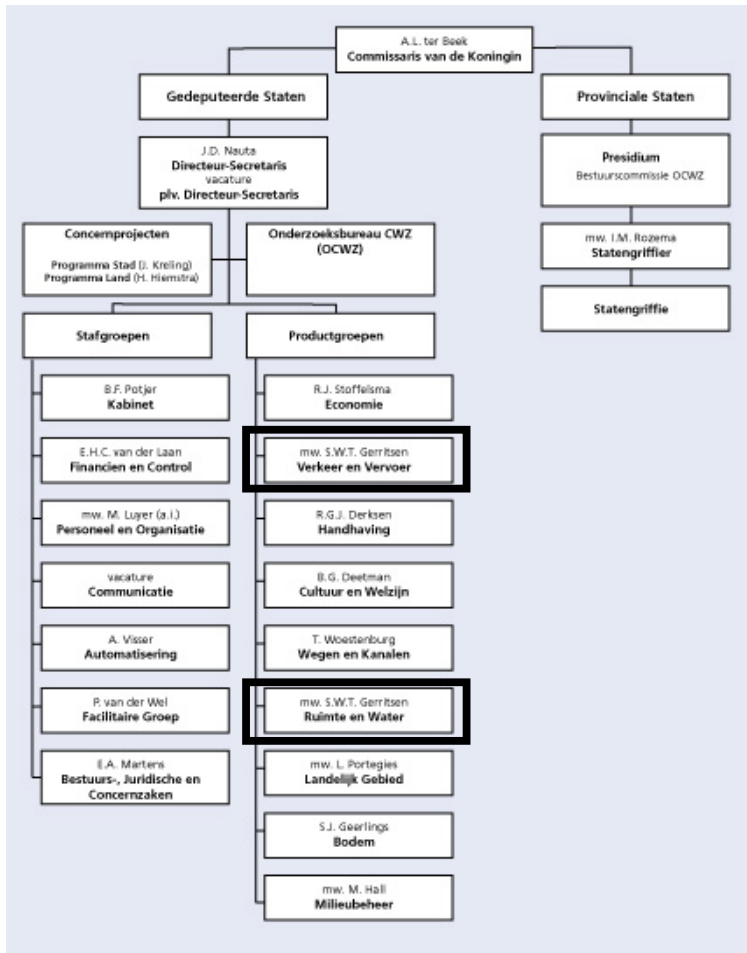 A.L. ter Beek
Commissaris van de Koningin
Gedeputeerde Staten
Provinciale Staten
J.D. Nauta
Directeur-Secretaris
vacature
plv. Directeur-Secretaris
Presidium
Bestuurscommissie OCWZ
Concernprojecten
Programma Stad (J. Kreling)
Programma Land (H. Hiemstra)
Onderzoeksbureau CWZ
(OCWZ)
mw. I.M. Rozema
Statengriffier
Statengriffie
Stafgroepen
Productgroepen
B.F. Potjer
Kabinet
E.H.C. van der Laan
Financien en Control
mw. M. Luyer (a.i.)
Personeel en Organisatie
vacature
Communicatie
A. Visser
Automatisering
P. van der Wel
Facilitaire Groep
E.A. Martens
Bestuurs-, Juridische en
Concernzaken
R.J. Stoffelsma
Economie
mw. S.W.T. Gerritsen
Verkeer en Vervoer
R.G.J. Derksen
Handhaving
B.G. Deetman
Cultuur en Welzijn
T. Woestenburg
Wegen en Kanalen
mw. S.W.T. Gerritsen
Ruimte en Water
mw. L. Portegies
Landelijk Gebied
S.J. Geerlings
Bodem
mw. M. Hall
Milieubeheer